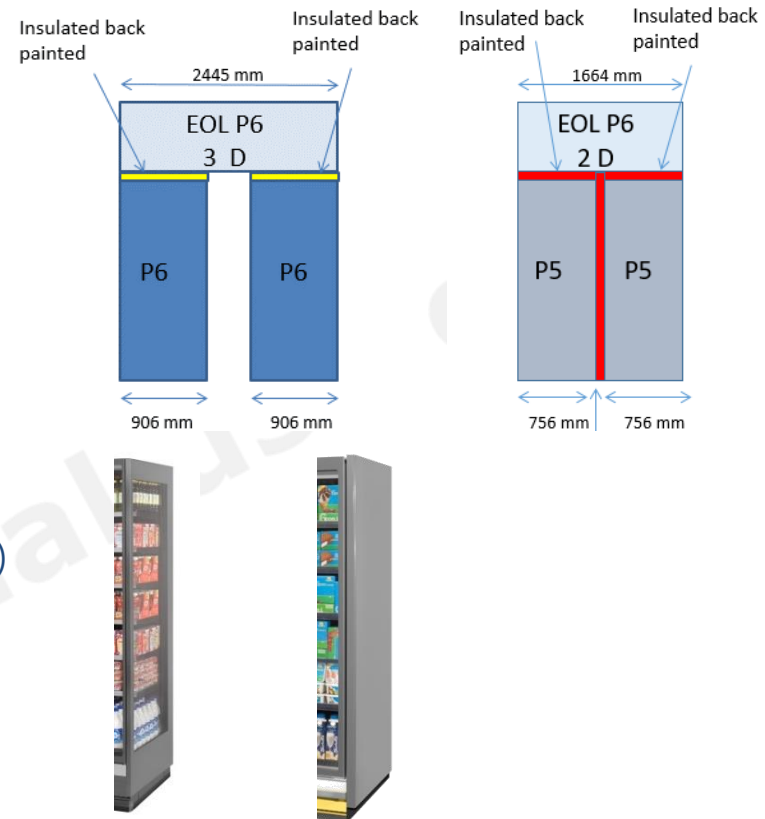 Insulated back
painted
Insulated back
painted
2445 mm
EOL P6
3 D
P6
P6
906 mm
906 mm
Insulated back
painted
Insulated back
painted
1664 mm
EOL P6
2 D
P5
P5
756 mm
756 mm